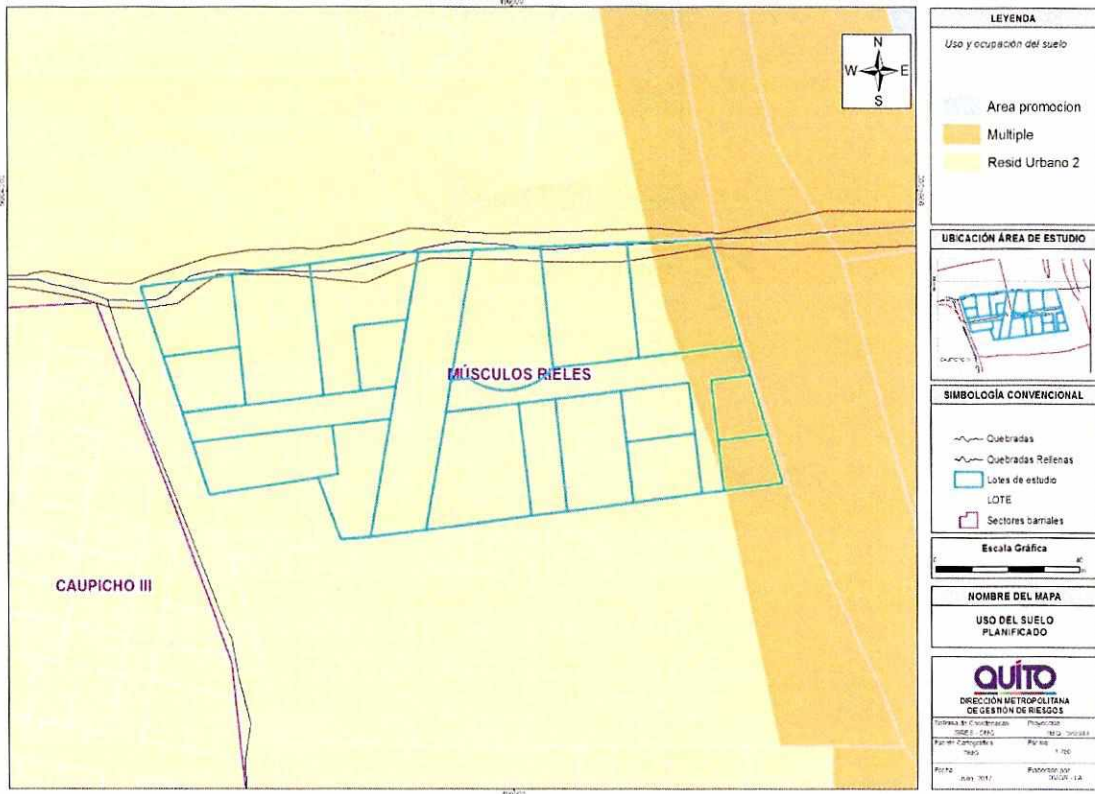 N
W E
S
MÚSCULOS RIELES
CAUPICHO III
LEYENDA
Uso y ocupación del suelo
Area promocion
Multiple
Resid Urbano 2
UBICACIÓN ÁREA DE ESTUDIO
SIMBOLOGÍA CONVENCIONAL
Quebradas
Quebradas Rellenas
Lotes de estudio
LOTE
Sectores barriales
Escala Gráfica
NOMBRE DEL MAPA
USO DEL SUELO
PLANIFICADO
QUITO
DIRECCIÓN METROPOLITANA
DE GESTIÓN DE RIESGOS